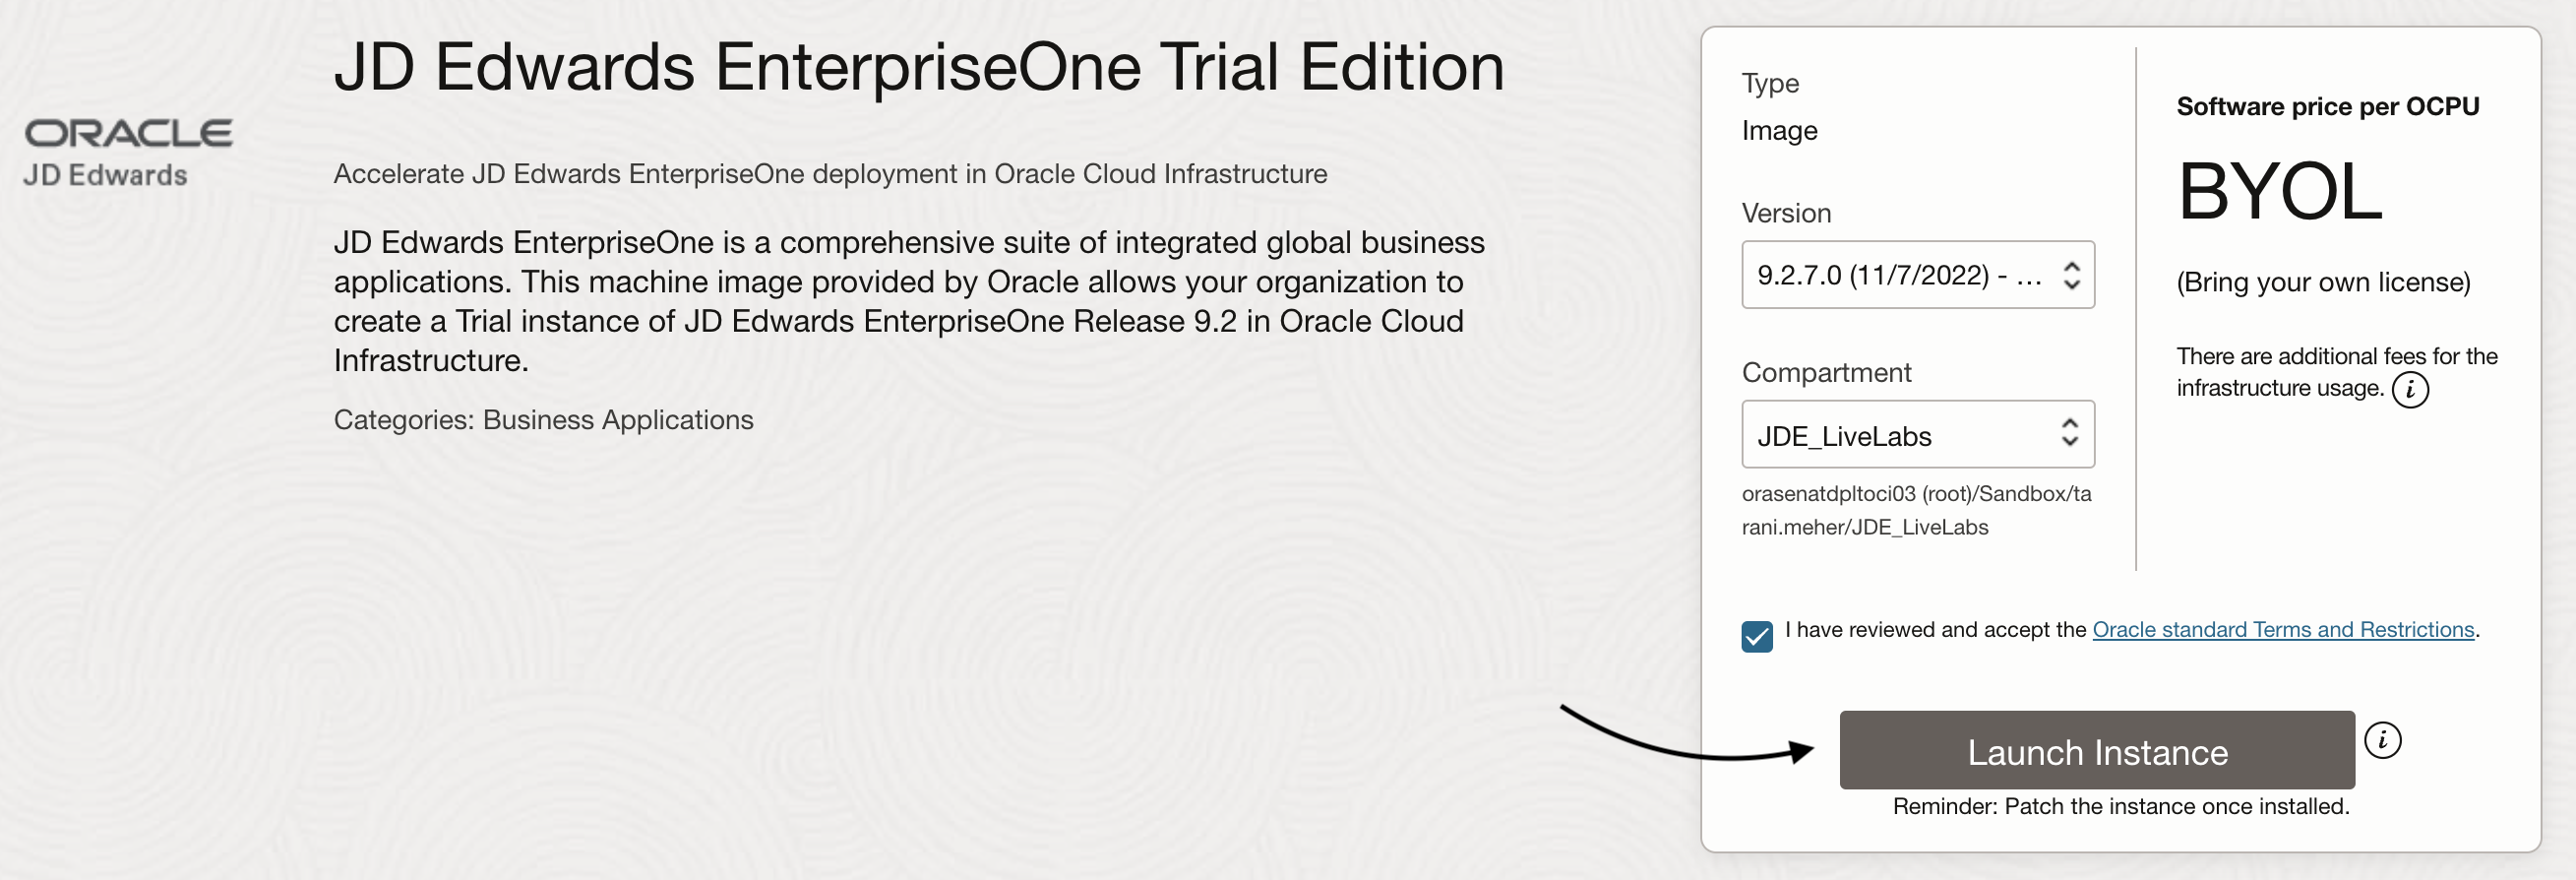 ORACLE
JD Edwards
JD Edwards EnterpriseOne Trial Edition
Accelerate JD Edwards EnterpriseOne deployment in Oracle Cloud Infrastructure
JD Edwards EnterpriseOne is a comprehensive suite of integrated global business
applications. This machine image provided by Oracle allows your organization to
create a Trial instance of JD Edwards EnterpriseOne Release 9.2 in Oracle Cloud
Infrastructure.
Categories: Business Applications
Type
Image
Version
9.2.7.0 (11/7/2022) - ...
Compartment
JDE_LiveLabs
orasenatdpltoci03 (root)/Sandbox/ta
rani.meher/JDE_LiveLabs
Software price per OCPU
BYOL
(Bring your own license)
There are additional fees for the
infrastructure usage. i
I have reviewed and accept the Oracle standard Terms and Restrictions.
Launch Instance i
Reminder: Patch the instance once installed.